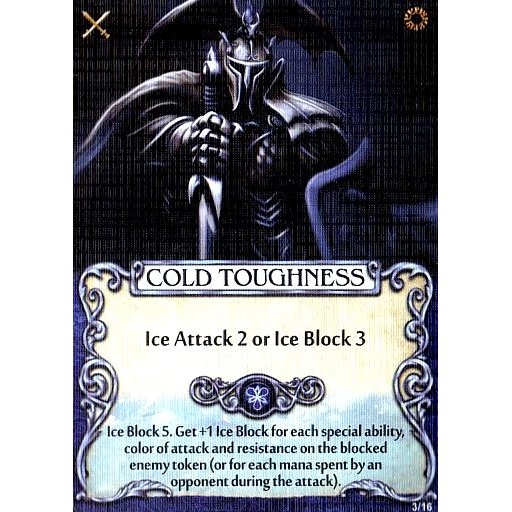 COLD TOUGHNESS
Ice Attack 2 or Ice Block 3
Ice Block 5. Get +1 Ice Block for each special ability,
color of attack and resistance on the blocked
enemy token (or for each mana spent by an
opponent during the attack).
3/16